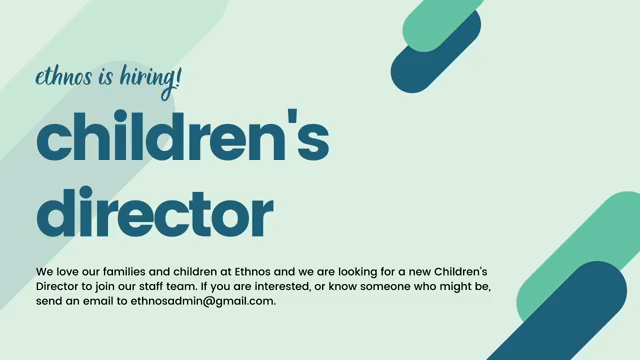 ethnos is hiring!
children's
director
We love our families and children at Ethnos and we are looking for a new Children's
Director to join our staff team. If you are interested, or know someone who might be,
send an email to ethnosadmin@gmail.com.